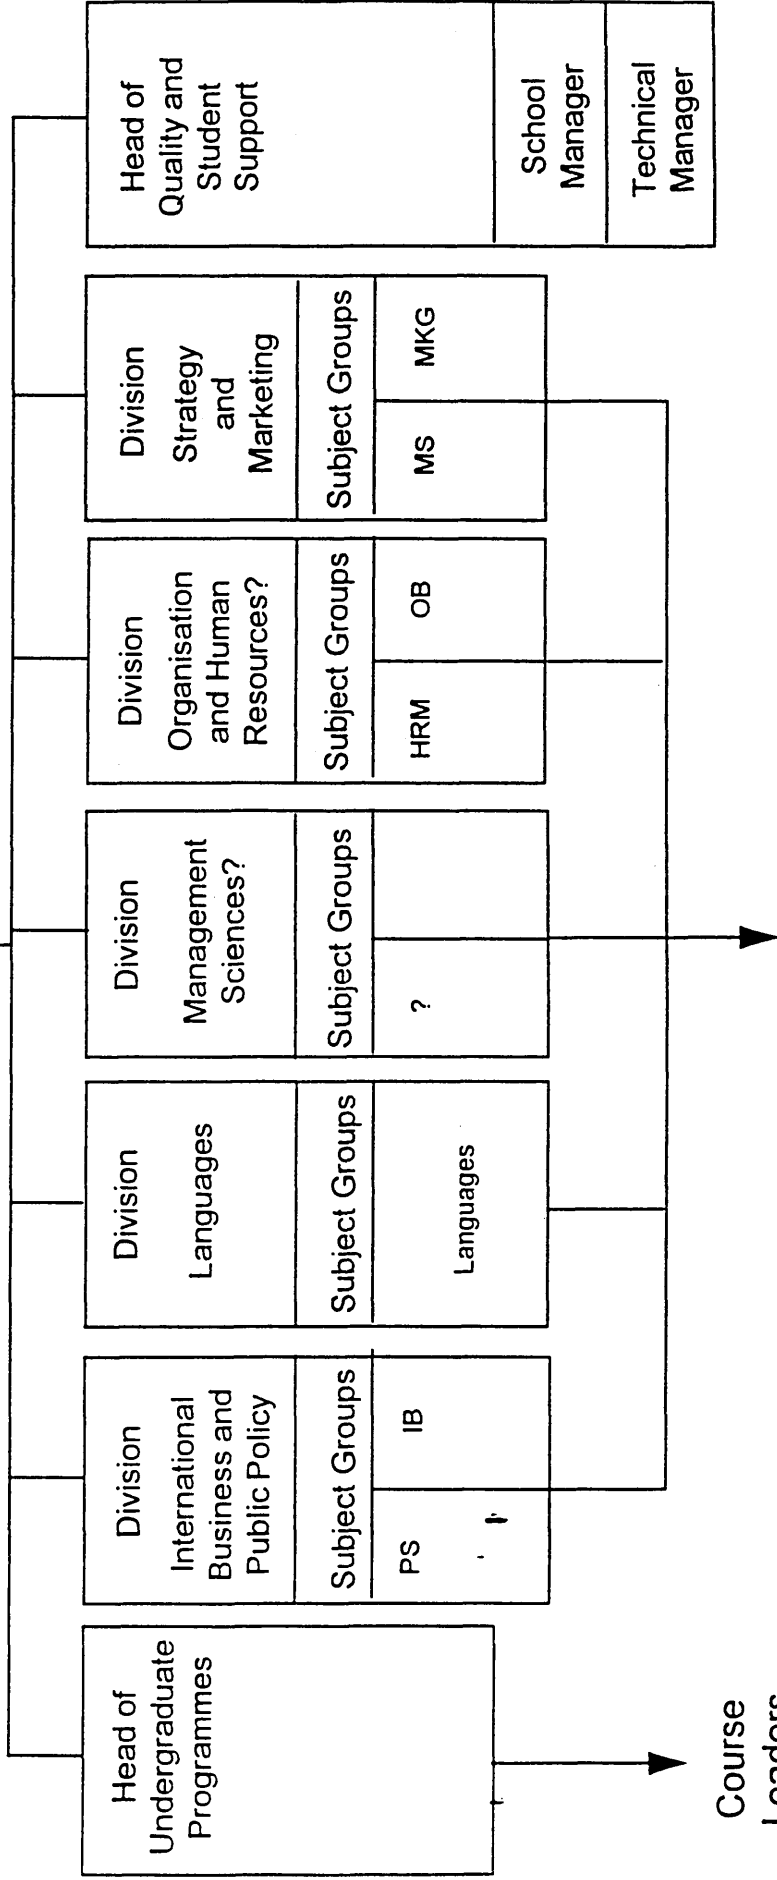 Head of
Undergraduate
Programmes
Course
Leaders
Division
International
Business and
Public Policy
Subject Groups
PS
IB
Division
Languages
Subject Groups
Languages
Division
Management
Sciences?
Subject Groups
?
Division
Organisation
and Human
Resources?
Subject Groups
HRM
OB
Division
Strategy
and
Marketing
Subject Groups
MS
MKG
Head of
Quality and
Student
Support
School
Manager
Technical
Manager